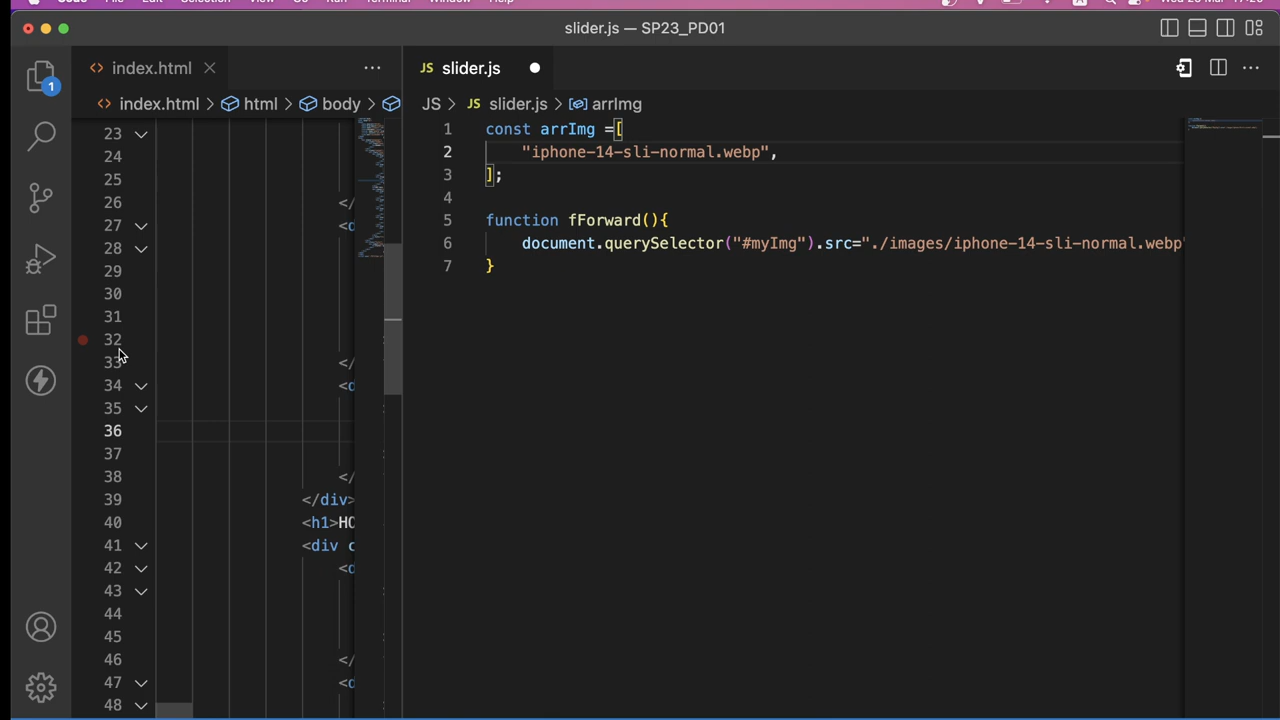 slider.js — SP23_PD01
1
index.html
JS slider.js
index.html > html > body >
JS > JS slider.js > arrImg
23
24
25
26 </
27 <d
28
29
30
31
32
33 </
34 <d
35
36
37
38 </
39 </div>
40 <h1>HO
41 <div c
42 <d
43
44
45
46 </
47 <d
48
1 const arrImg =[
2 "iphone-14-sli-normal.webp",
3 ];
4
5 function fForward(){
6 document.querySelector("#myImg").src="./images/iphone-14-sli-normal.webp"
7 }